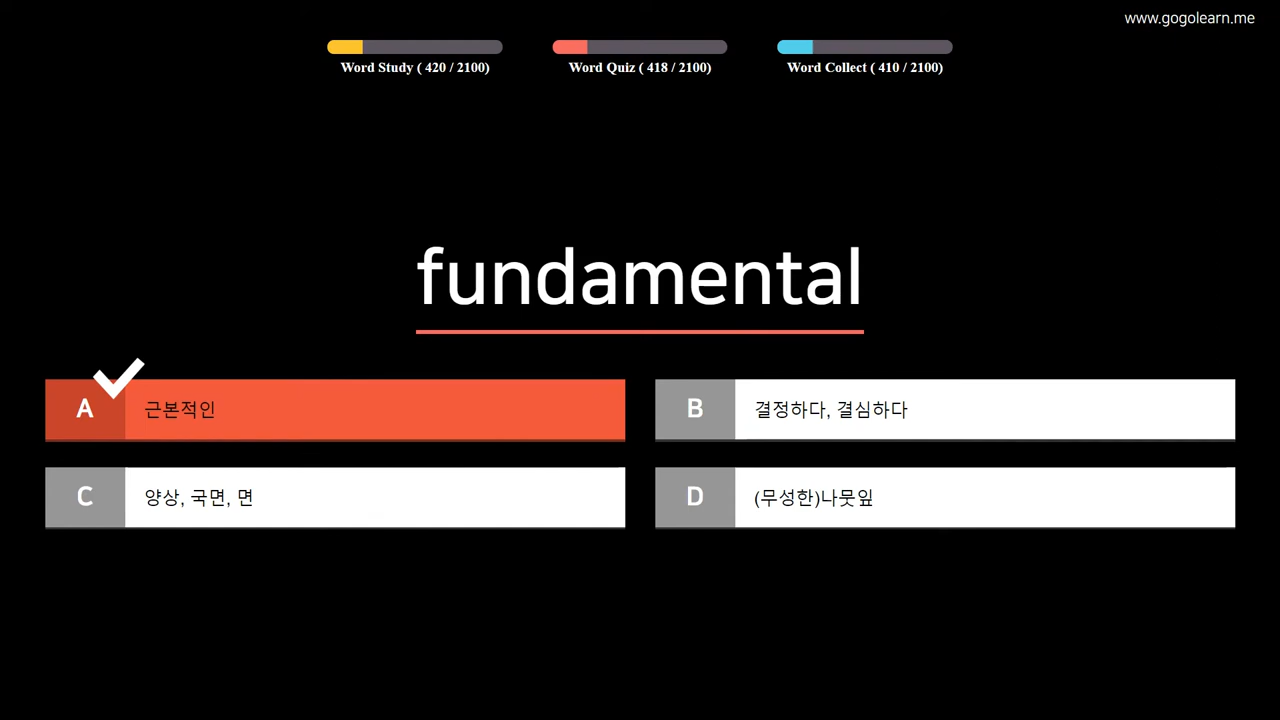 www.gogolearn.me
Word Study ( 420 / 2100)
Word Quiz ( 418 / 2100)
Word Collect ( 410 / 2100)
fundamental
A 근본적인
B 결정하다, 결심하다
C 양상, 국면, 면
D (무성한)나뭇잎